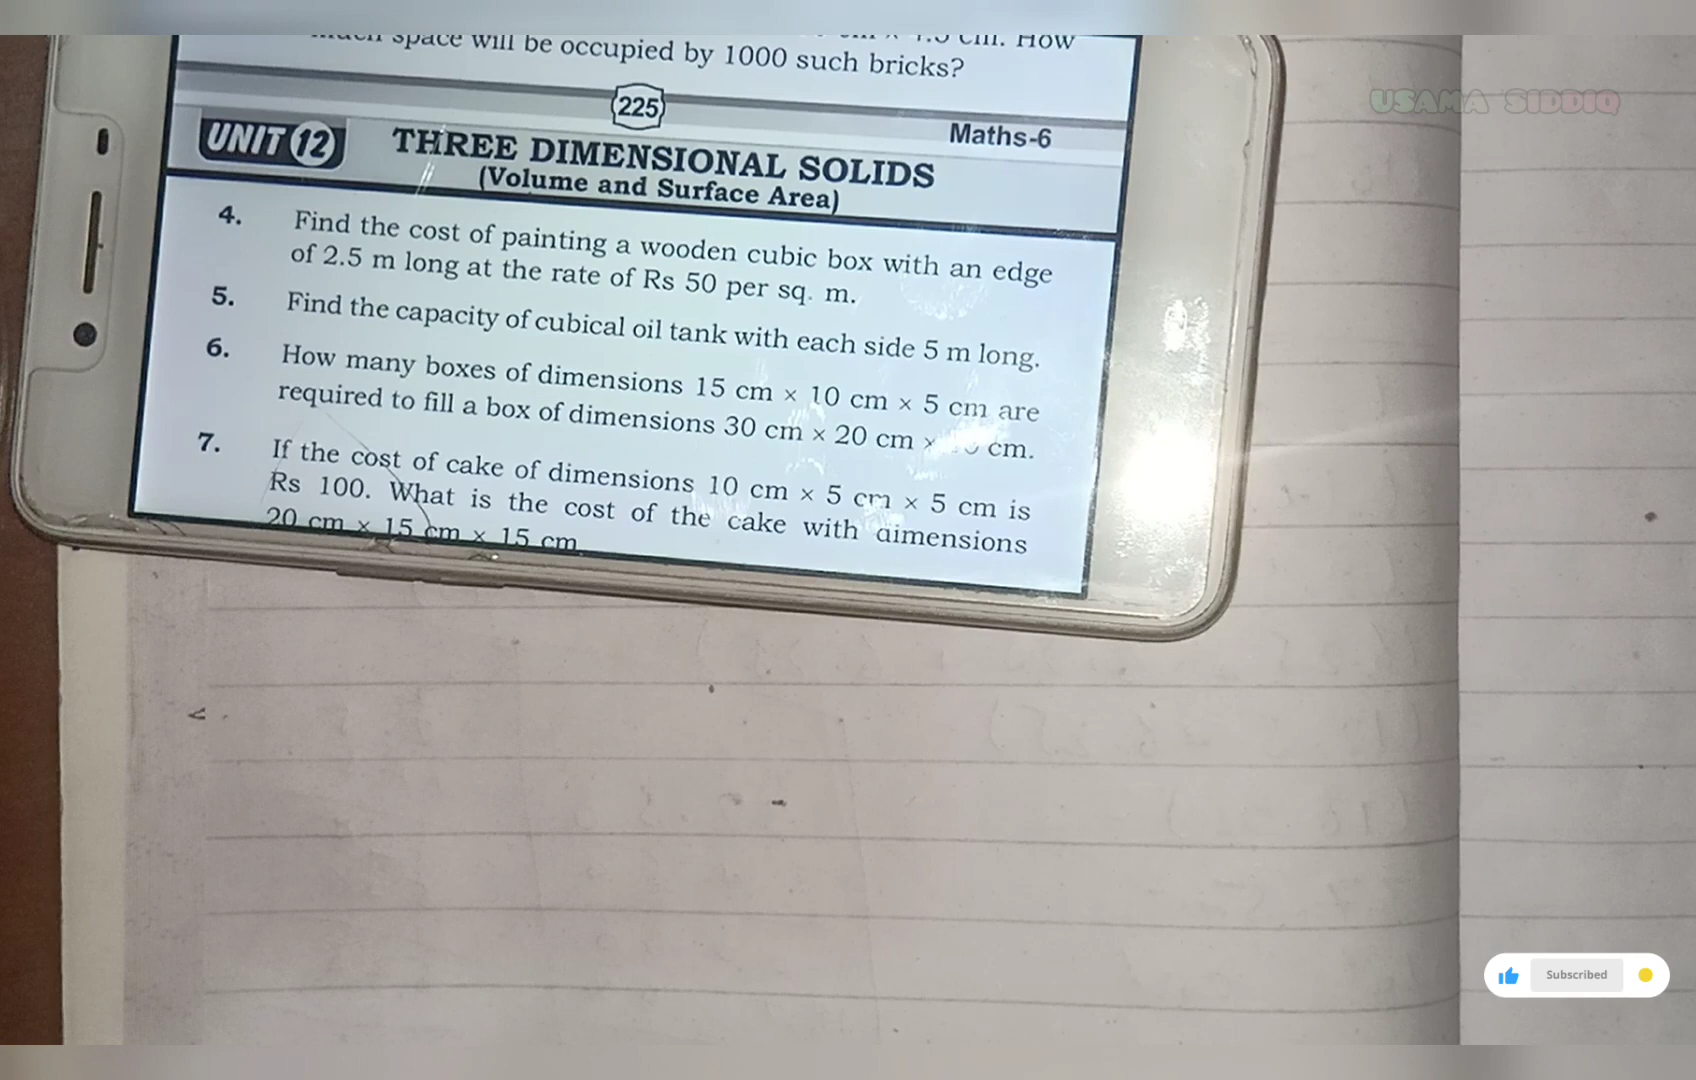 space will be occupied by 1000 such bricks?
cm. How
225
Maths-6
UNIT 12
THREE DIMENSIONAL SOLIDS
(Volume and Surface Area)
4. Find the cost of painting a wooden cubic box with an edge
of 2.5 m long at the rate of Rs 50 per sq. m.
5. Find the capacity of cubical oil tank with each side 5 m long.
6. How many boxes of dimensions 15 cm × 10 cm × 5 cm are
required to fill a box of dimensions 30 cm × 20 cm × cm.
7. If the cost of cake of dimensions 10 cm × 5 cm × 5 cm is
Rs 100. What is the cost of the cake with dimensions
20 cm × 15 cm × 15 cm
USAMA SIDDIQ
Subscribed